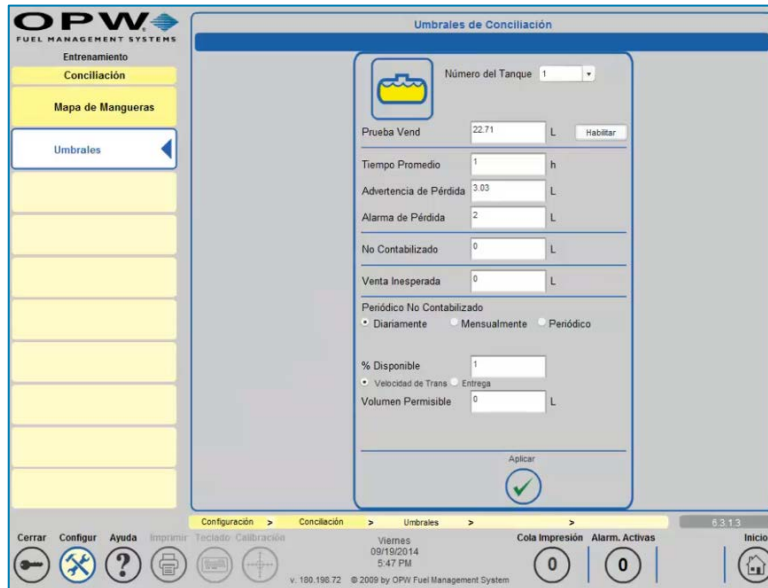 OPW
FUEL MANAGEMENT SYSTEMS
Entrenamiento
Conciliación
Mapa de Mangueras
Umbrales
Umbrales de Conciliación
Número del Tanque 1
Prueba Vend 22.71 L Habilitar
Tiempo Promedio 1 h
Advertencia de Pérdida 3.03 L
Alarma de Pérdida 2 L
No Contabilizado 0 L
Venta Inesperada 0 L
Periódico No Contabilizado
Diariamente Mensualmente Periódico
% Disponible 1
Velocidad de Trans Entrega
Volumen Permisible 0 L
Aplicar
Configuración > Conciliación > Umbrales > > 6.3.1.3
Cerrar Configur Ayuda Imprimir Teclado Calibración
Viernes
09/19/2014
5:47 PM
Cola Impresión Alarm. Activas Inicio
0 0
v. 180.198.72 © 2009 by OPW Fuel Management System